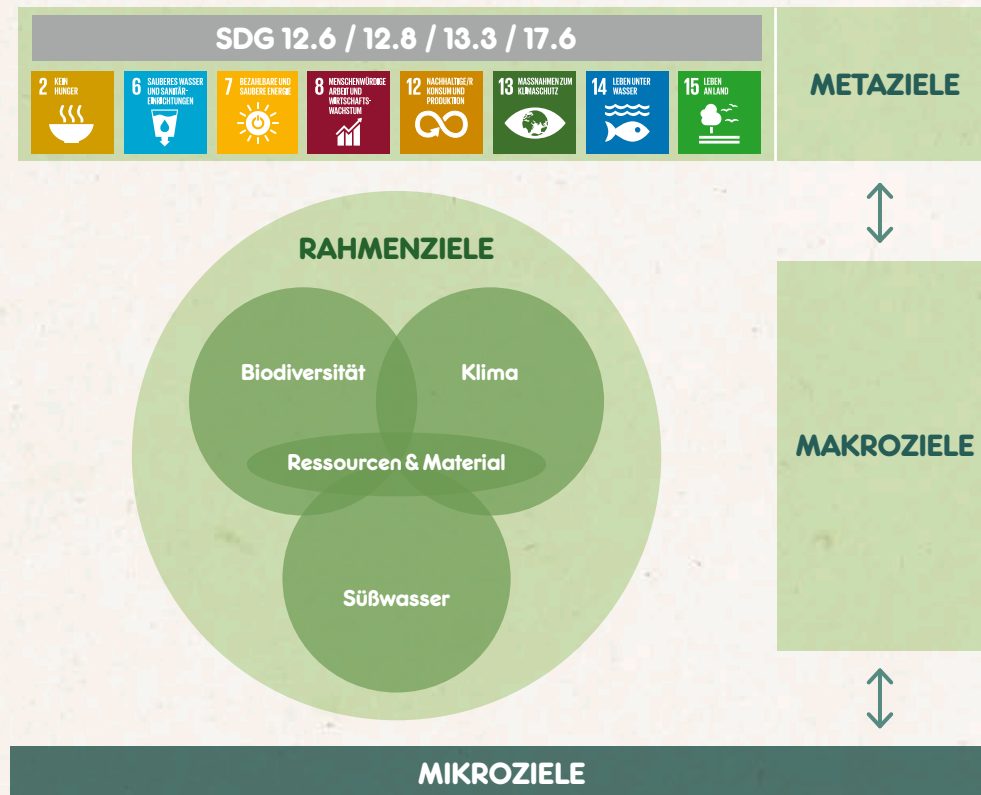 SDG 12.6 / 12.8 / 13.3 / 17.6
2 KEIN
HUNGER
6 SAUBERES WASSER
UND SANITÄR-
EINRICHTUNGEN
7 BEZAHLBARE UND
SAUBERE ENERGIE
8 MENSCHENWÜRDIGE
ARBEIT UND
WIRTSCHAFTS-
WACHSTUM
12 NACHHALTIGE/R
KONSUM UND
PRODUKTION
13 MASSNAHMEN ZUM
KLIMASCHUTZ
14 LEBEN UNTER
WASSER
15 LEBEN
AN LAND
METAZIELE
RAHMENZIELE
Biodiversität
Klima
Ressourcen & Material
Süßwasser
MAKROZIELE
MIKROZIELE